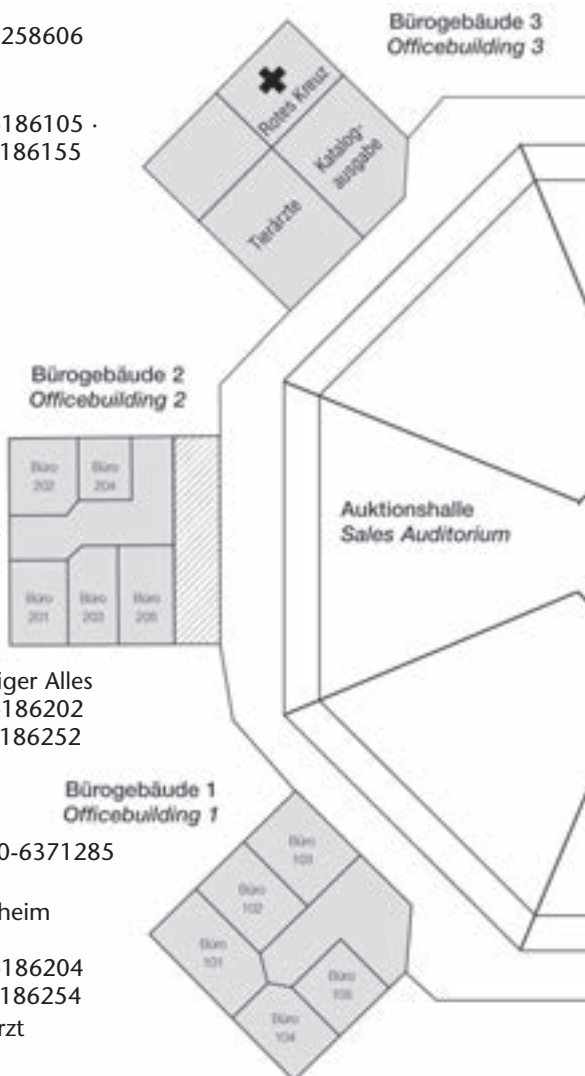 258606
186105 ·
186155
Bürogebäude 3
Officebuilding 3
Rotes Kreuz
Katalog-
ausgabe
Tierärzte
Bürogebäude 2
Officebuilding 2
Büro
202
Büro
204
Büro
201
Büro
203
Büro
205
Auktionshalle
Sales Auditorium
iger Alles
186202
186252
Bürogebäude 1
Officebuilding 1
0-6371285
heim
186204
186254
rzt
Büro
103
Büro
102
Büro
101
Büro
105
Büro
104